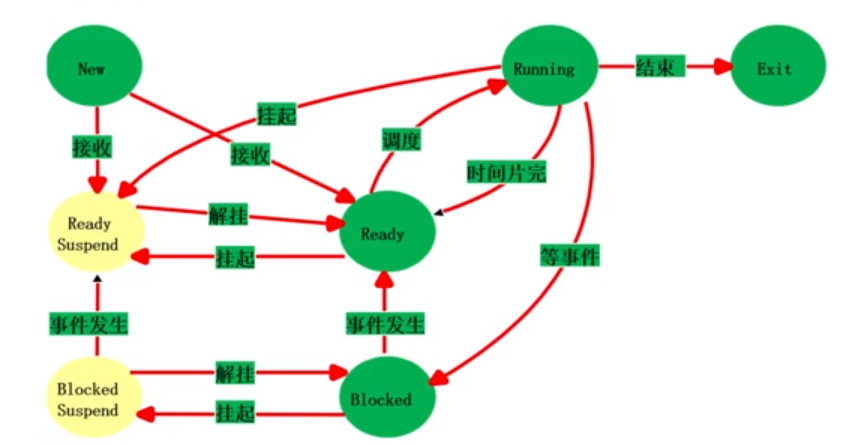 New
Running
结束
Exit
挂起
接收
接收
调度
时间片完
Ready
Suspend
解挂
Ready
挂起
等事件
事件发生
事件发生
Blocked
Suspend
解挂
Blocked
挂起